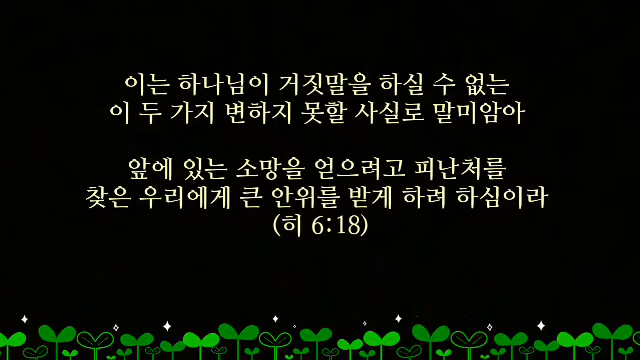 이는 하나님이 거짓말을 하실 수 없는
이 두 가지 변하지 못할 사실로 말미암아
앞에 있는 소망을 얻으려고 피난처를
찾은 우리에게 큰 안위를 받게 하려 하심이라
(히 6:18)